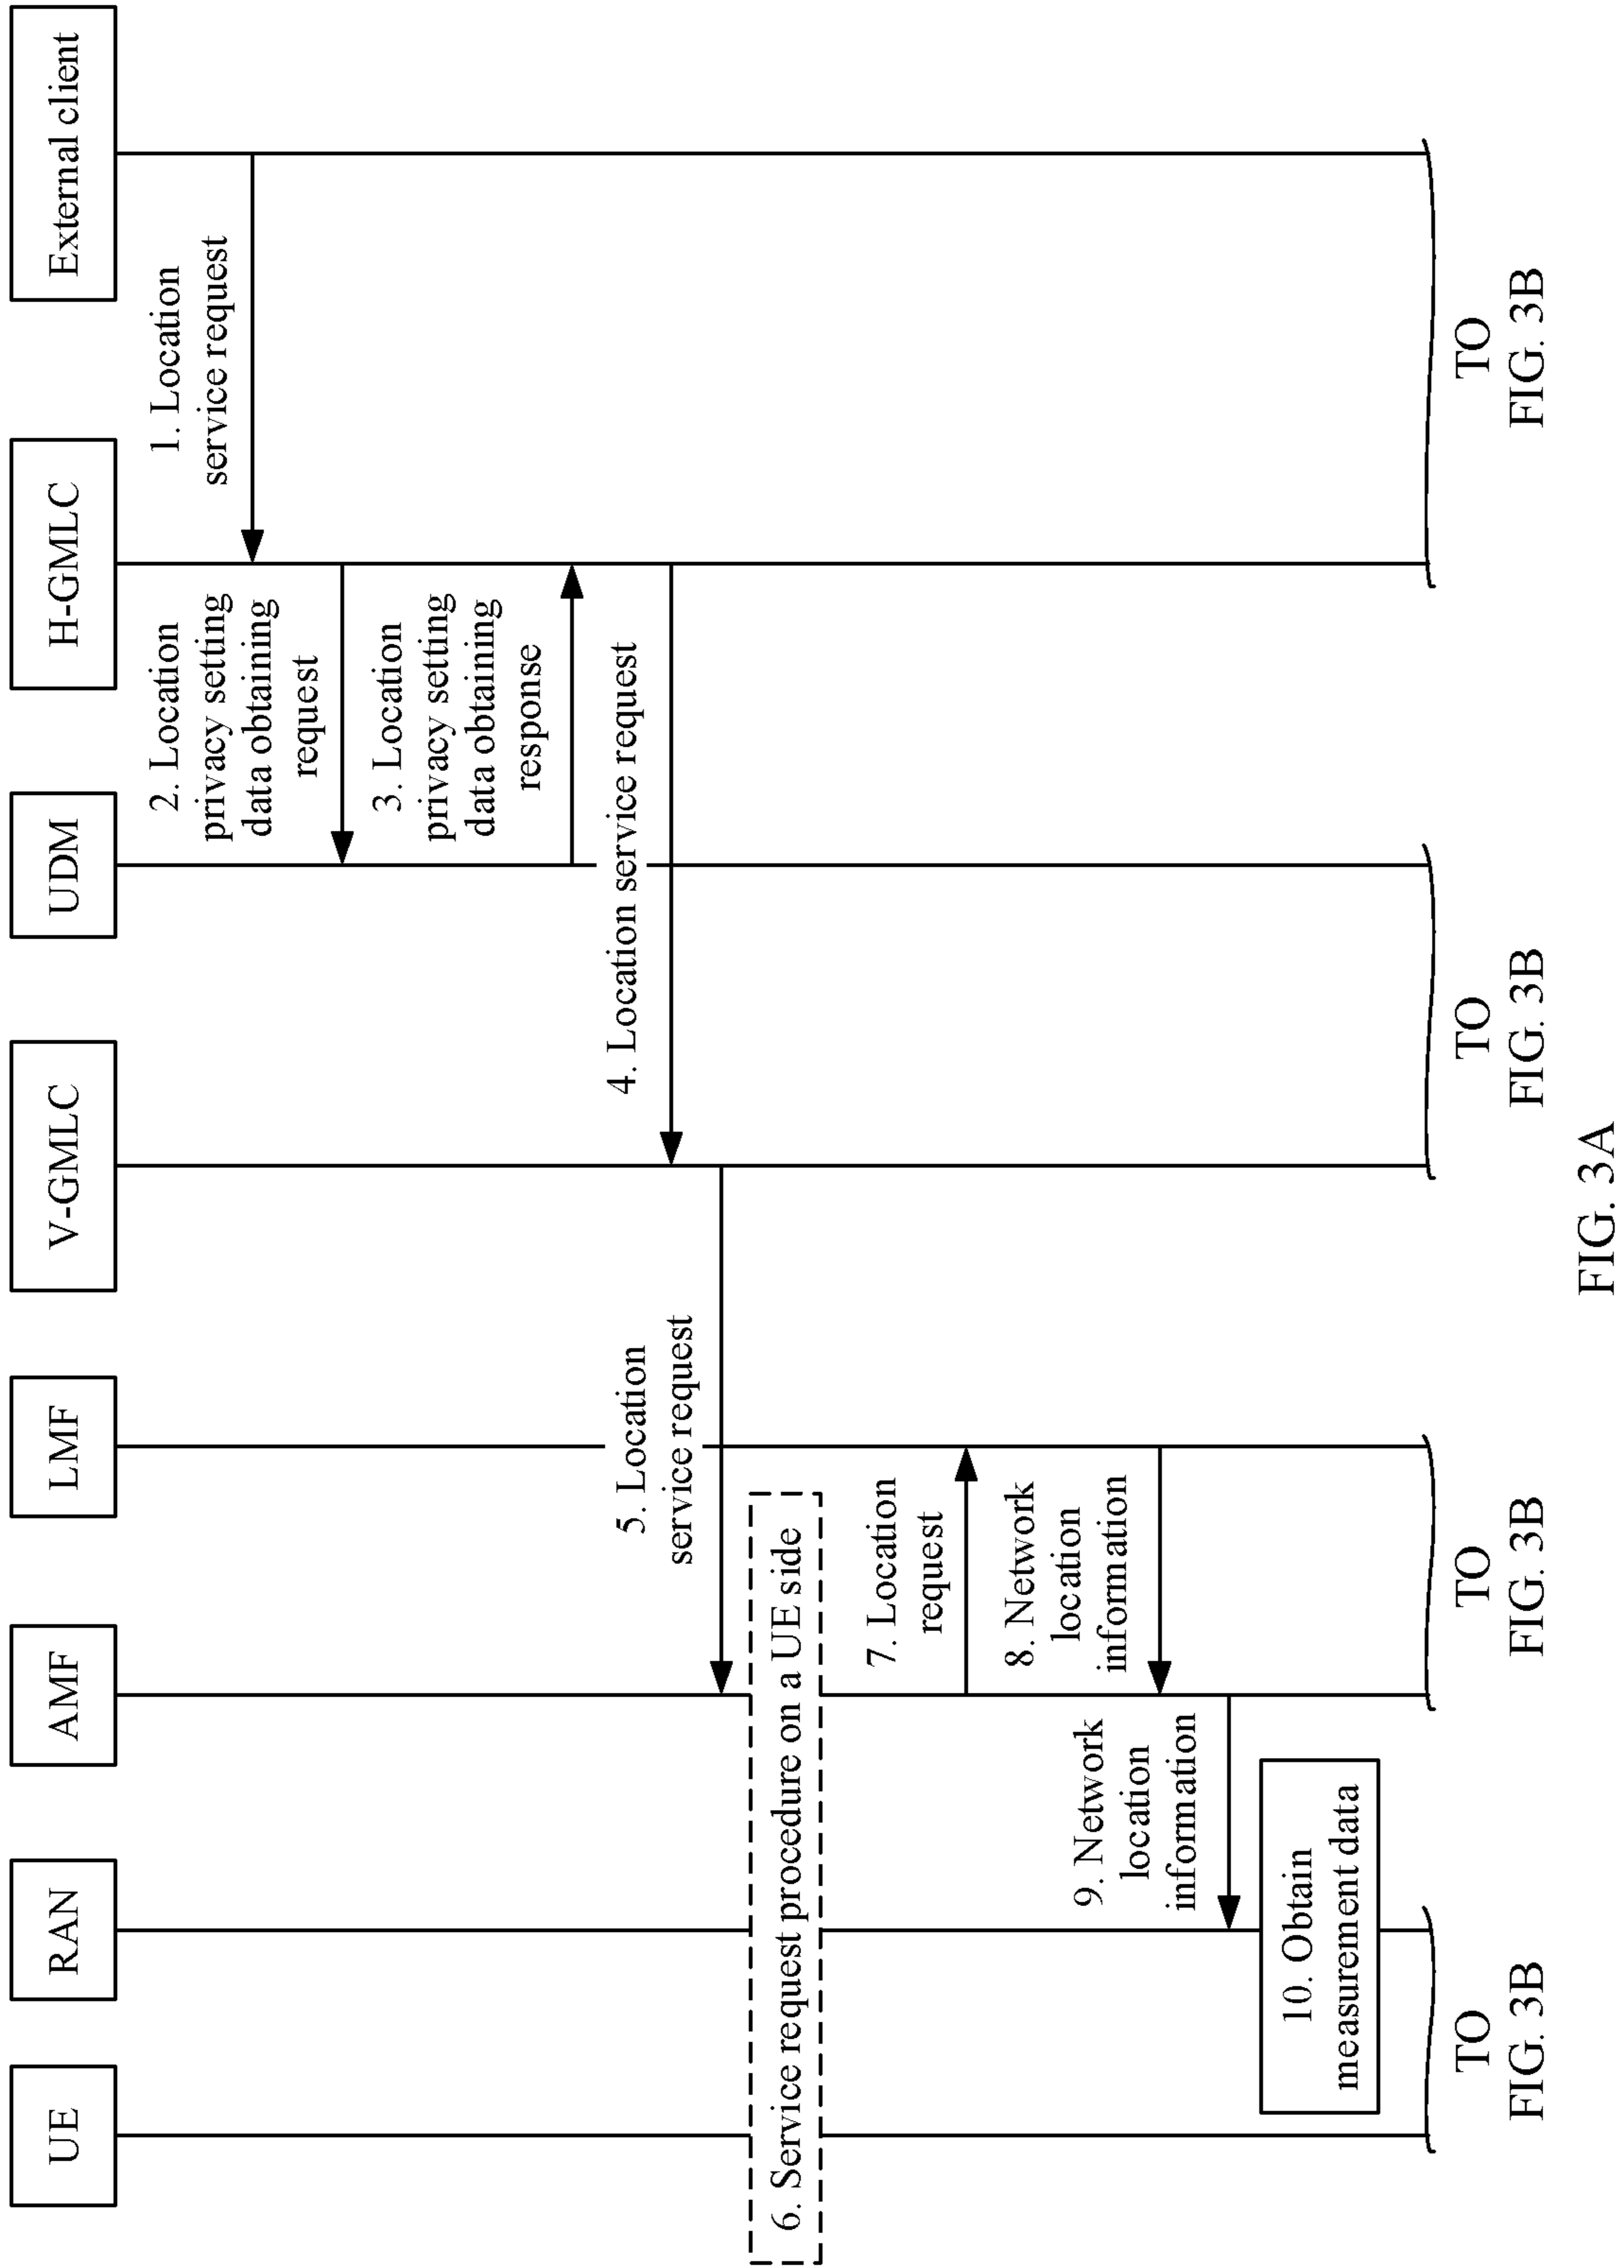 UE
RAN
AMF
LMF
V-GMLC
UDM
H-GMLC
External client
1. Location
service request
2. Location
privacy setting
data obtaining
request
3. Location
privacy setting
data obtaining
response
4. Location service request
5. Location
service request
6. Service request procedure on a UE side
7. Location
request
8. Network
location
information
9. Network
location
information
10. Obtain
measurement data
TO
FIG. 3B
TO
FIG. 3B
TO
FIG. 3B
TO
FIG. 3B
FIG. 3A